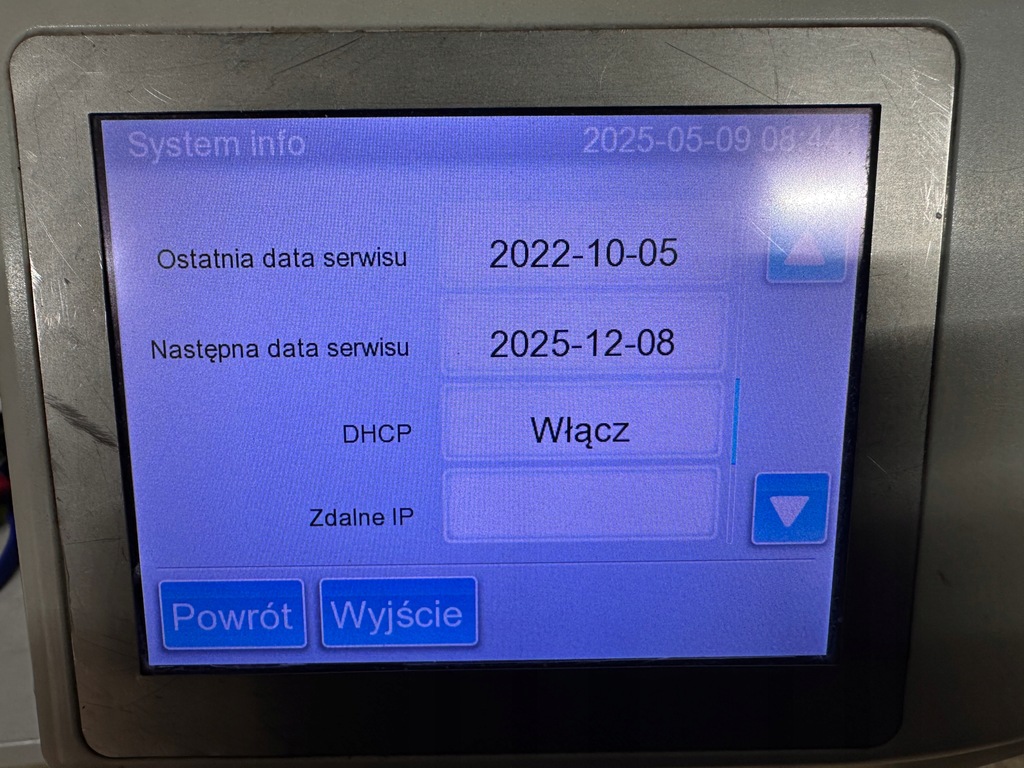 System info 2025-05-09 08:44
Ostatnia data serwisu 2022-10-05
Następna data serwisu 2025-12-08
DHCP Włącz
Zdalne IP
Powrót Wyjście